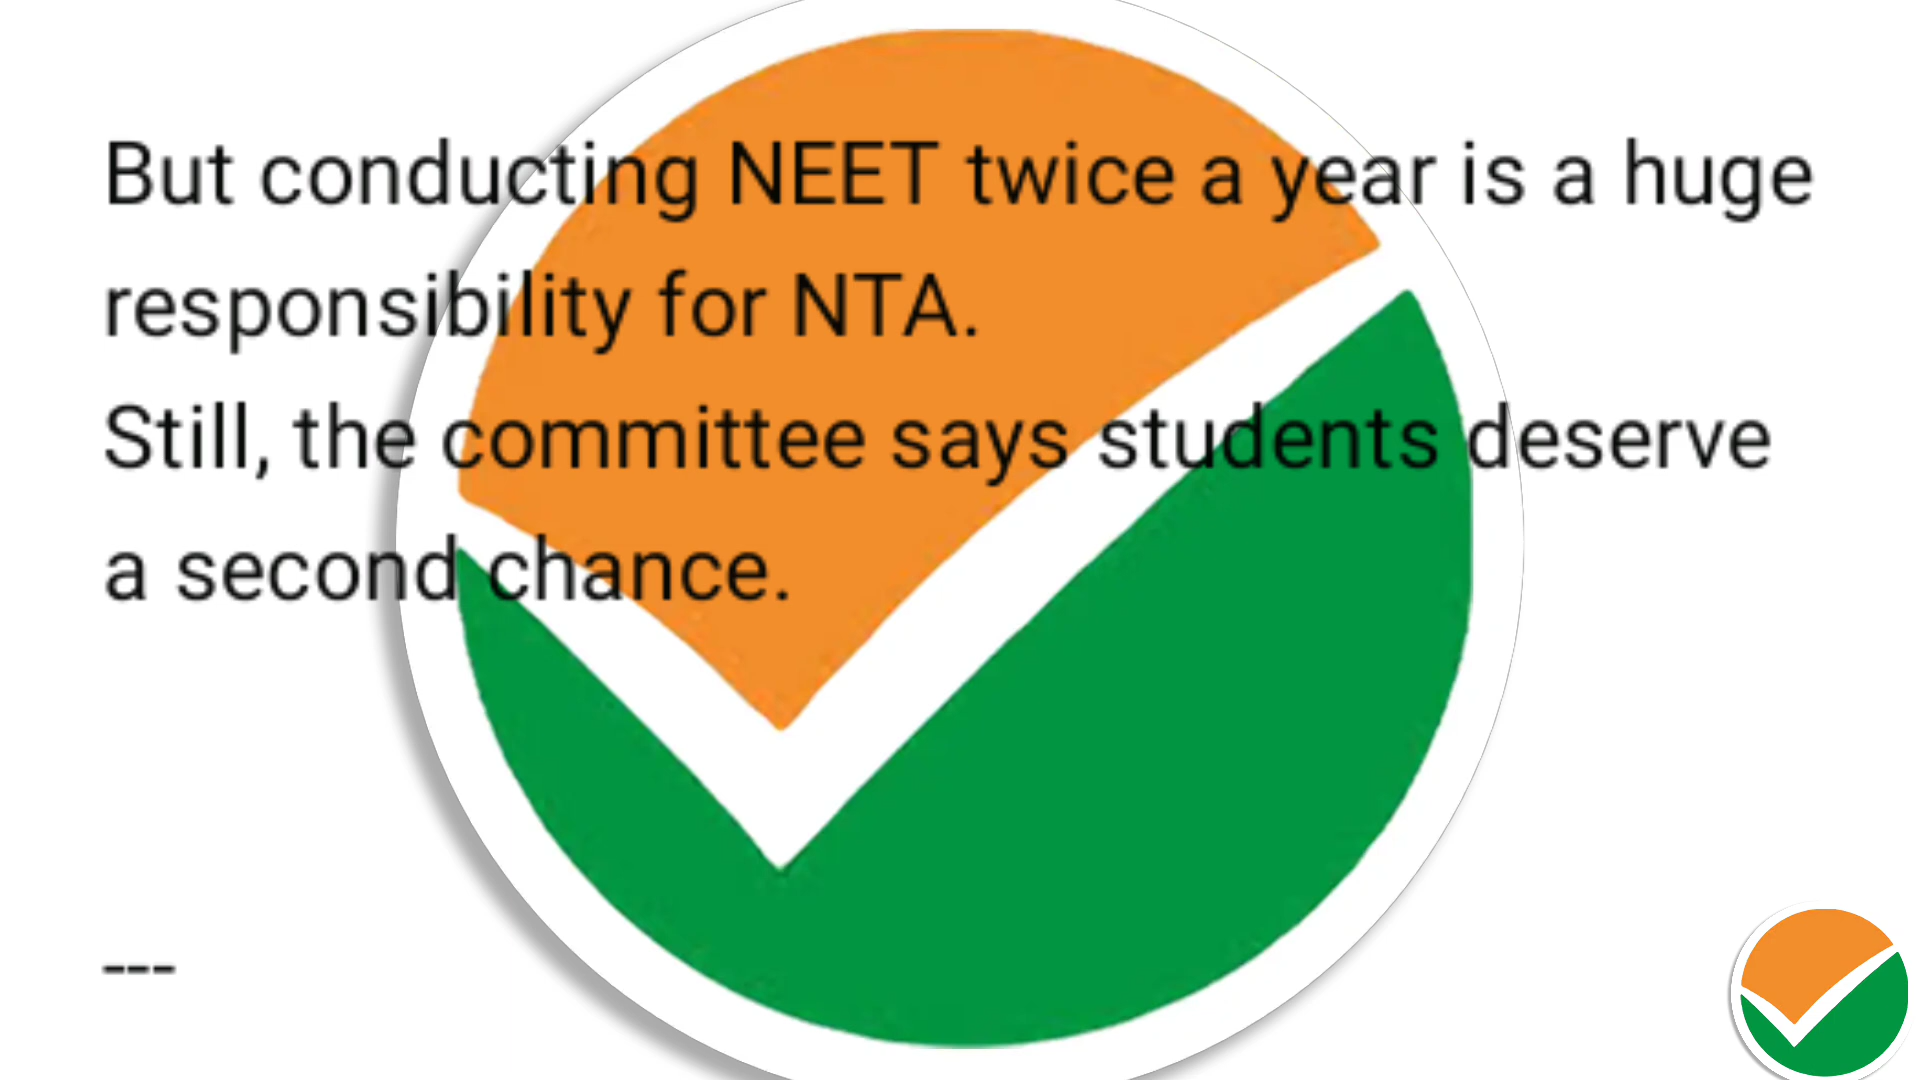 But conducting NEET twice a year is a huge
responsibility for NTA.
Still, the committee says students deserve
a second chance.
---